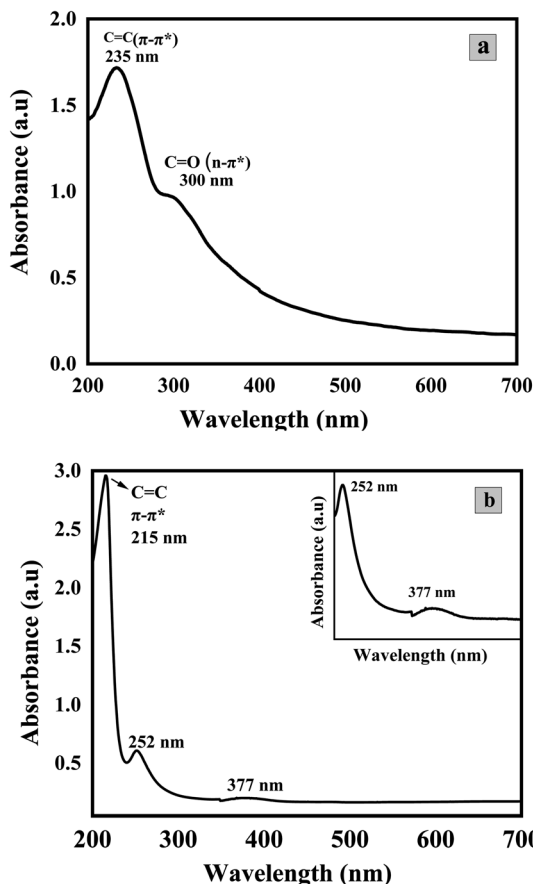 C=C(π-π*)
235 nm
a
C=O (n-π*)
300 nm
2.0
1.5
1.0
0.5
0.0
Absorbance (a.u)
200 300 400 500 600 700
Wavelength (nm)
C=C
π-π*
215 nm
b
252 nm
377 nm
Absorbance (a.u)
Wavelength (nm)
252 nm
377 nm
3.0
2.5
2.0
1.5
1.0
0.5
Absorbance (a.u)
200 300 400 500 600 700
Wavelength (nm)